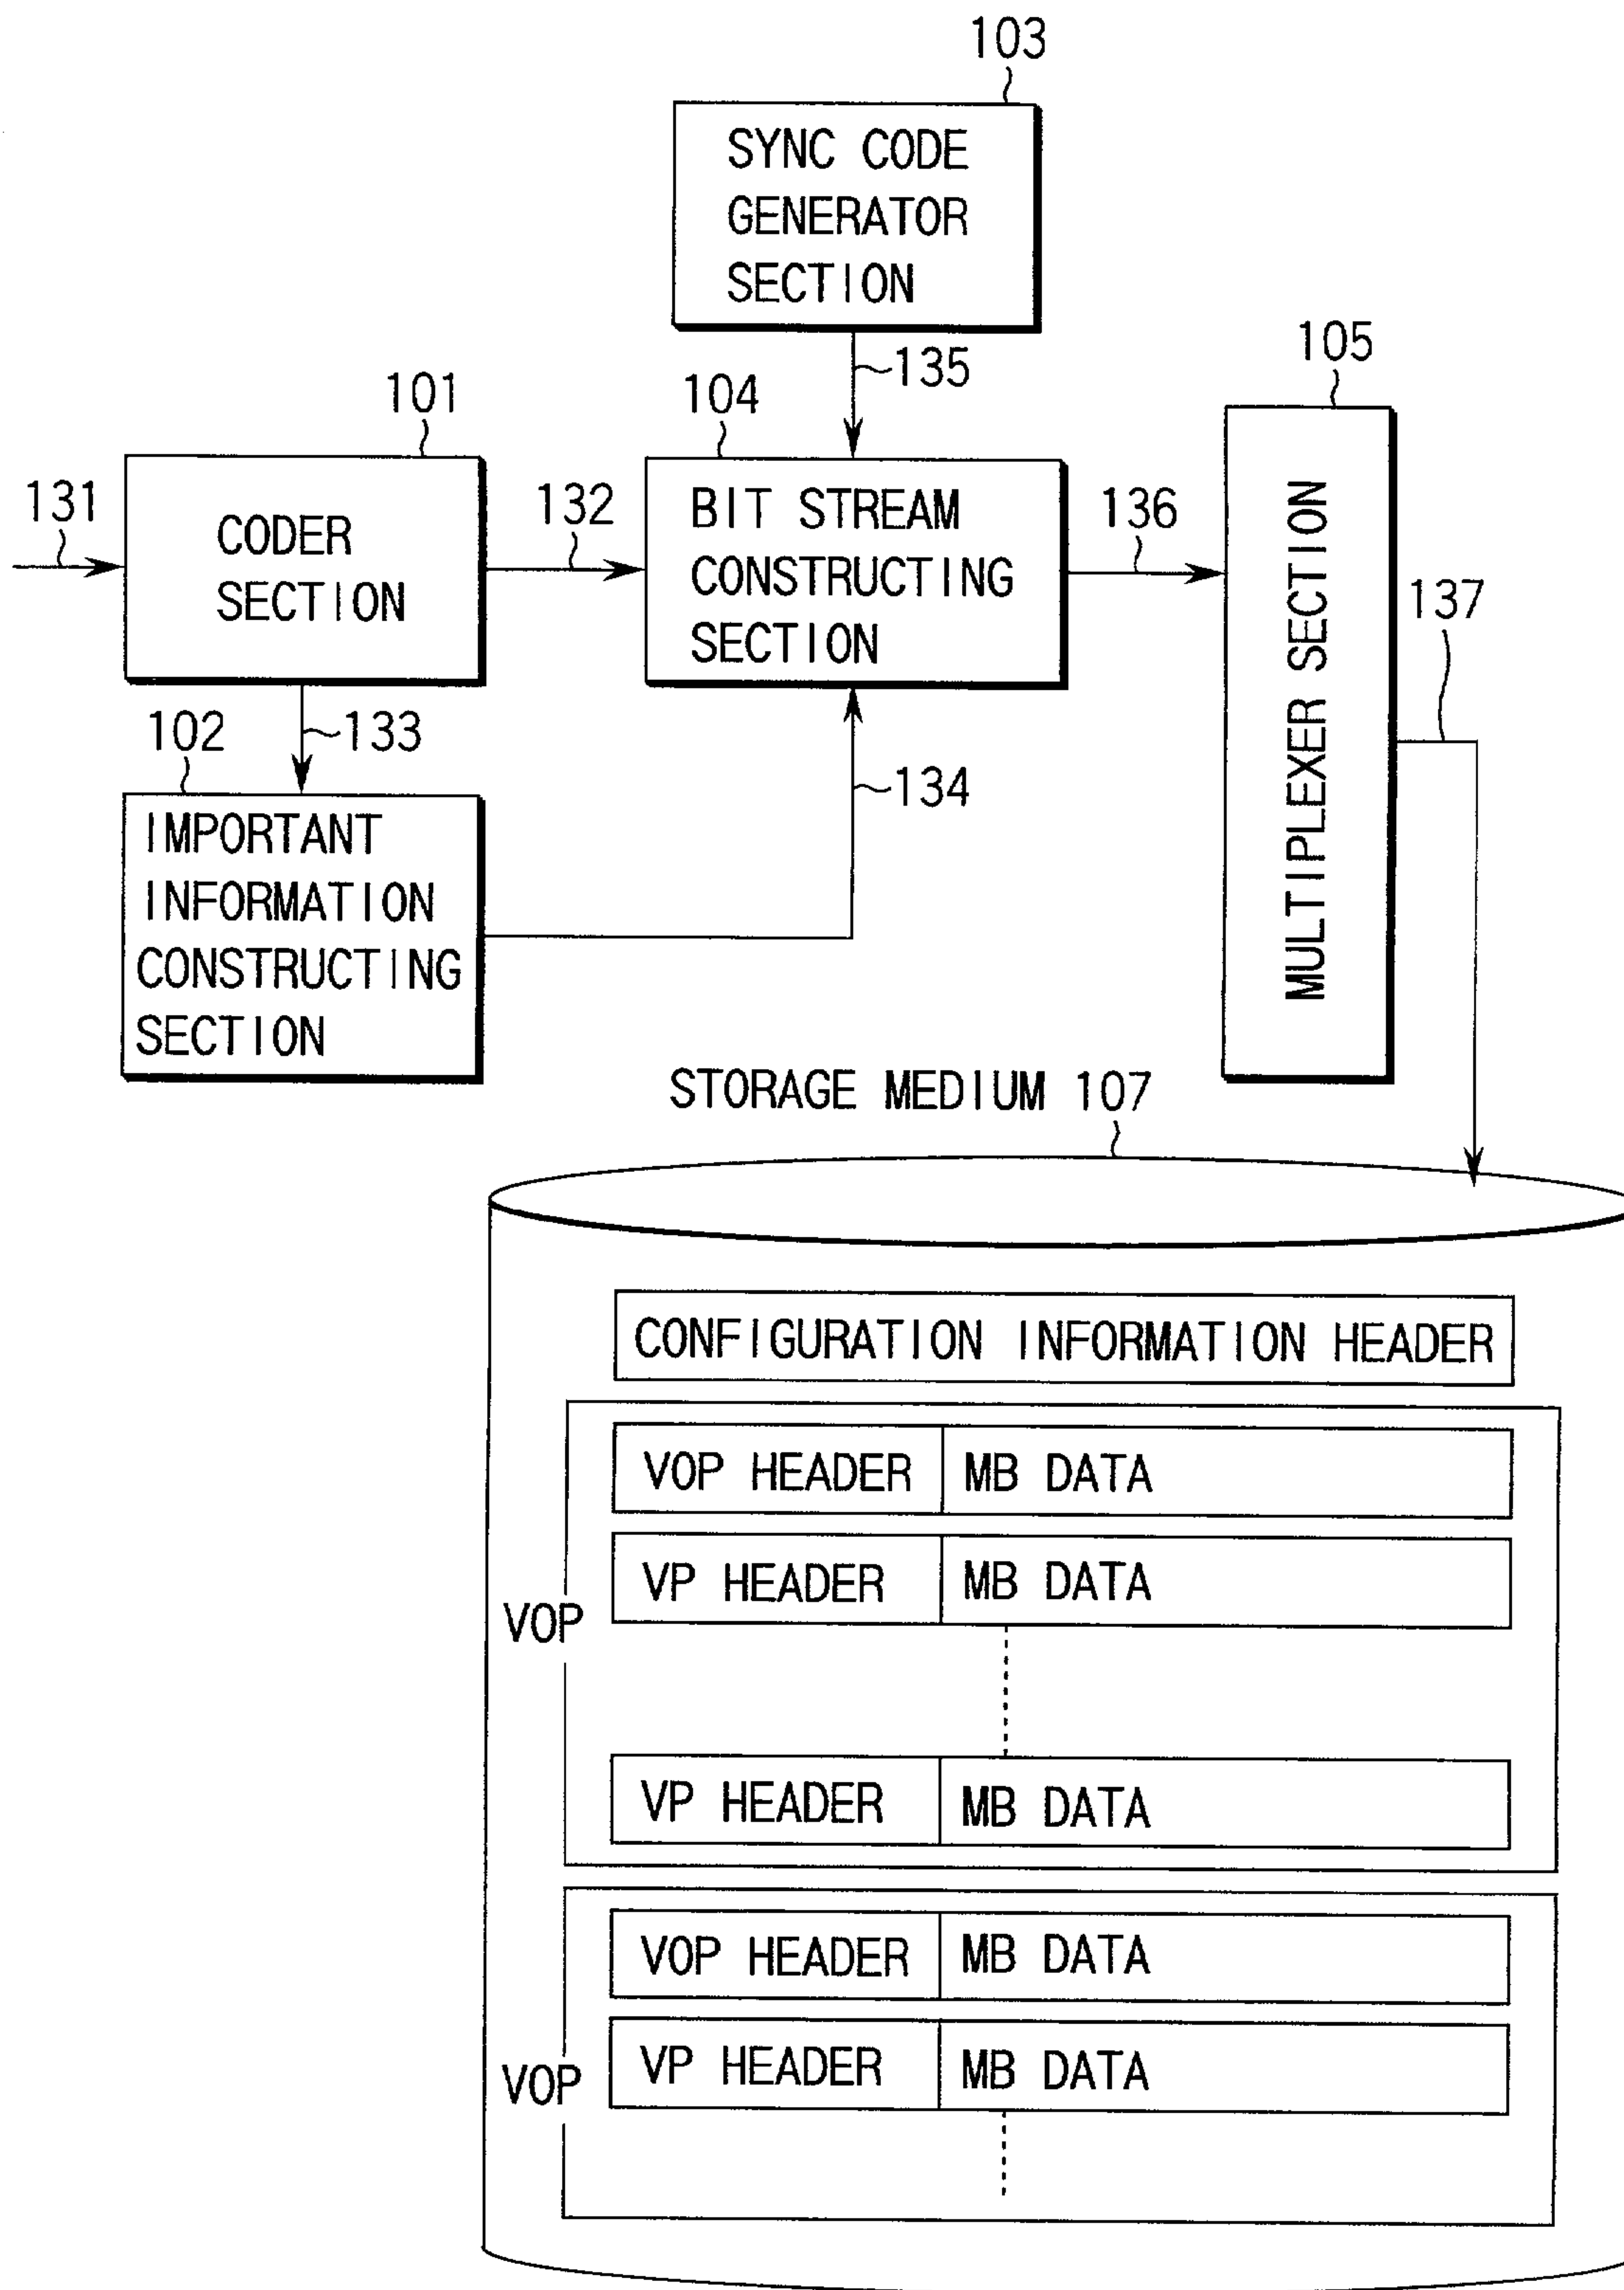 103
SYNC CODE
GENERATOR
SECTION
135
105
101
104
131
CODER
SECTION
132
BIT STREAM
CONSTRUCTING
SECTION
136
MULTIPLEXER SECTION
137
102
133
134
IMPORTANT
INFORMATION
CONSTRUCTING
SECTION
STORAGE MEDIUM 107
CONFIGURATION INFORMATION HEADER
VOP HEADER MB DATA
VP HEADER MB DATA
VOP
VP HEADER MB DATA
VOP HEADER MB DATA
VP HEADER MB DATA
VOP